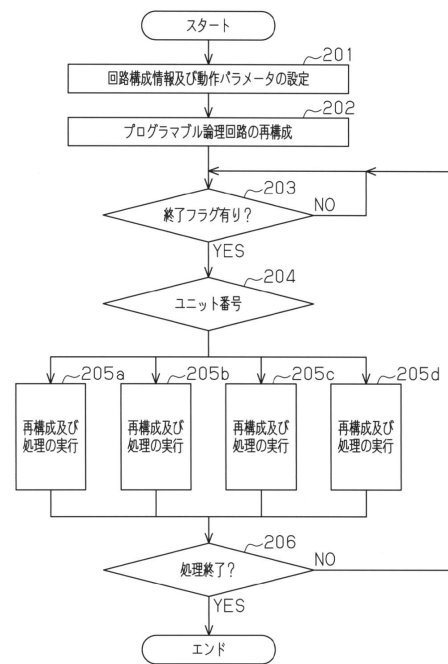 スタート
201
回路構成情報及び動作パラメータの設定
202
プログラマブル論理回路の再構成
203
終了フラグ有り?
NO
YES
204
ユニット番号
205a
205b
205c
205d
再構成及び
処理の実行
再構成及び
処理の実行
再構成及び
処理の実行
再構成及び
処理の実行
206
処理終了?
NO
YES
エンド